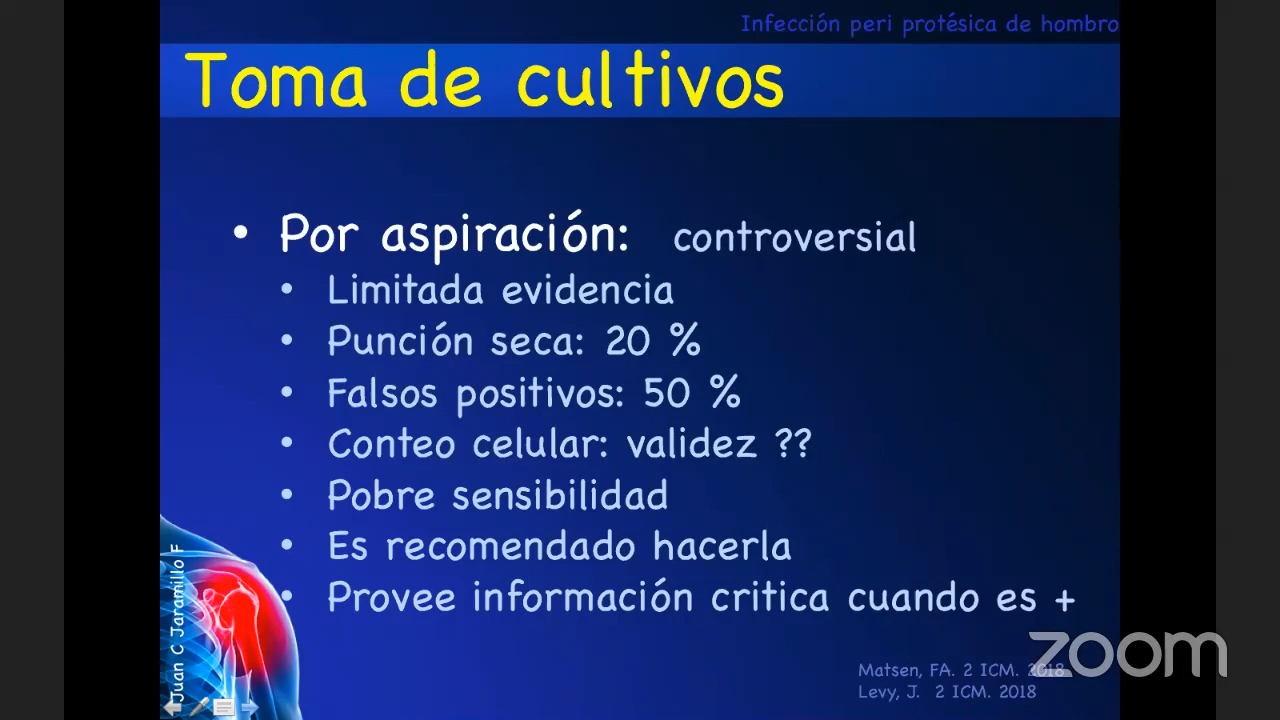 Infección peri protésica de hombro
Toma de cultivos
• Por aspiración: controversial
• Limitada evidencia
• Punción seca: 20 %
• Falsos positivos: 50 %
• Conteo celular: validez ??
• Pobre sensibilidad
• Es recomendado hacerla
• Provee información critica cuando es +
Juan C Jaramillo F
Matsen, FA. 2 ICM. 2018
Levy, J. 2 ICM. 2018
zoom